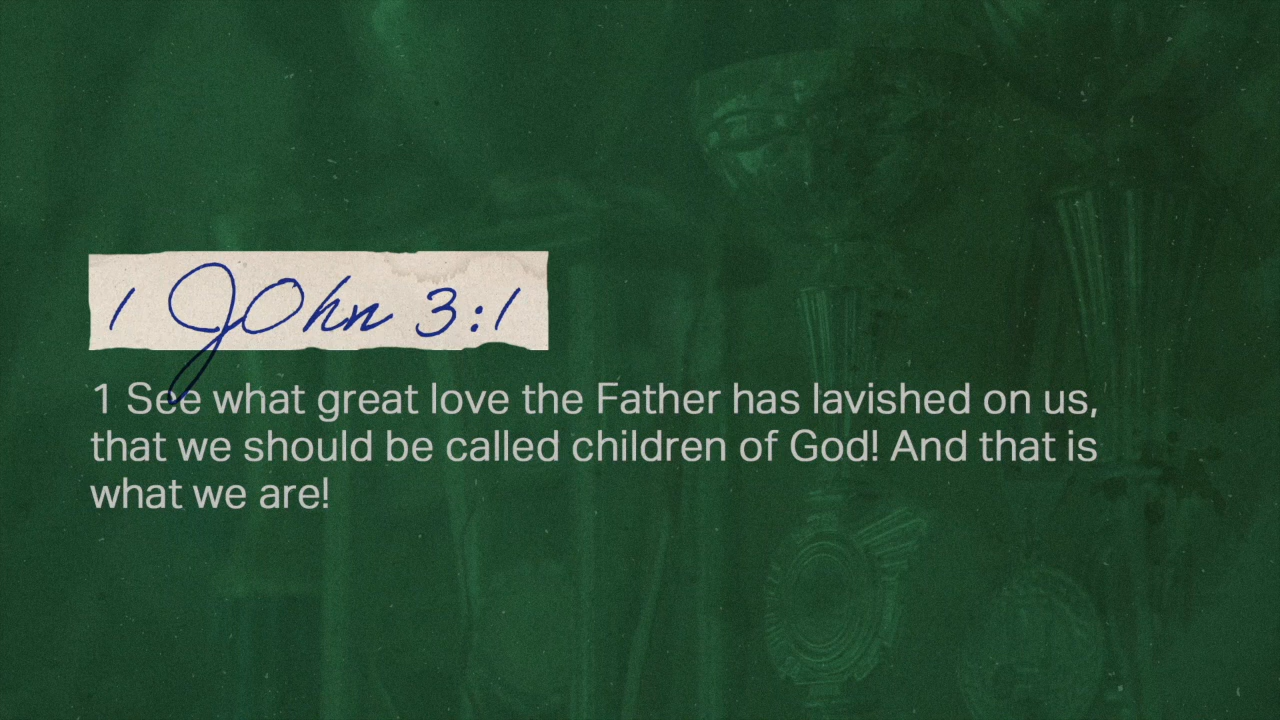 1 JOhn 3:1
1 See what great love the Father has lavished on us,
that we should be called children of God! And that is
what we are!